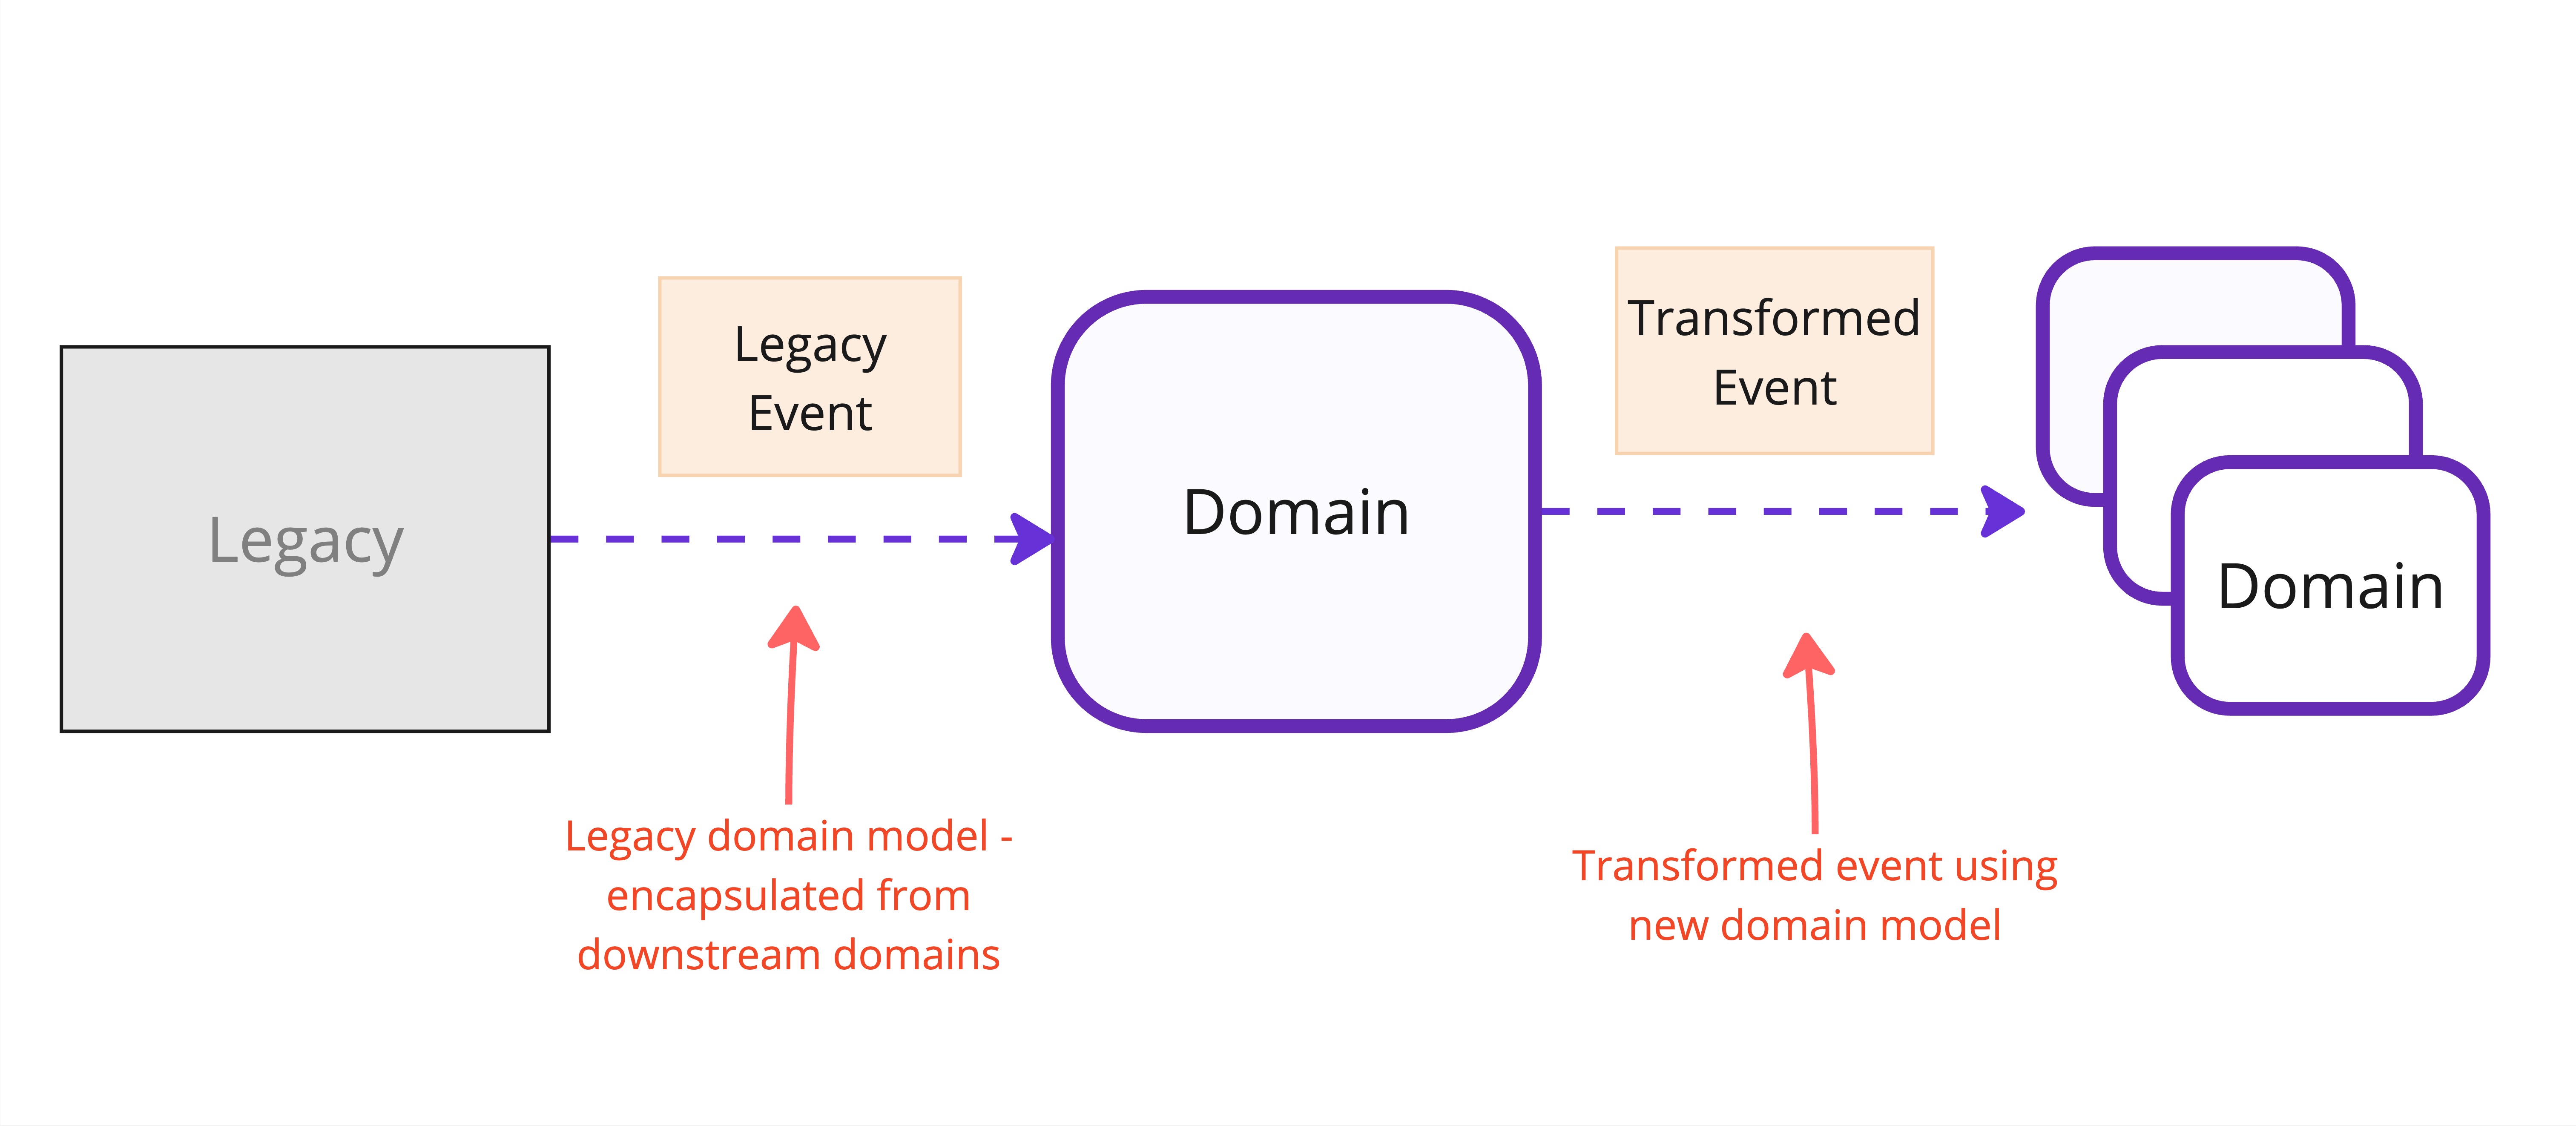 Legacy
Legacy
Event
Domain
Transformed
Event
Domain
Legacy domain model -
encapsulated from
downstream domains
Transformed event using
new domain model